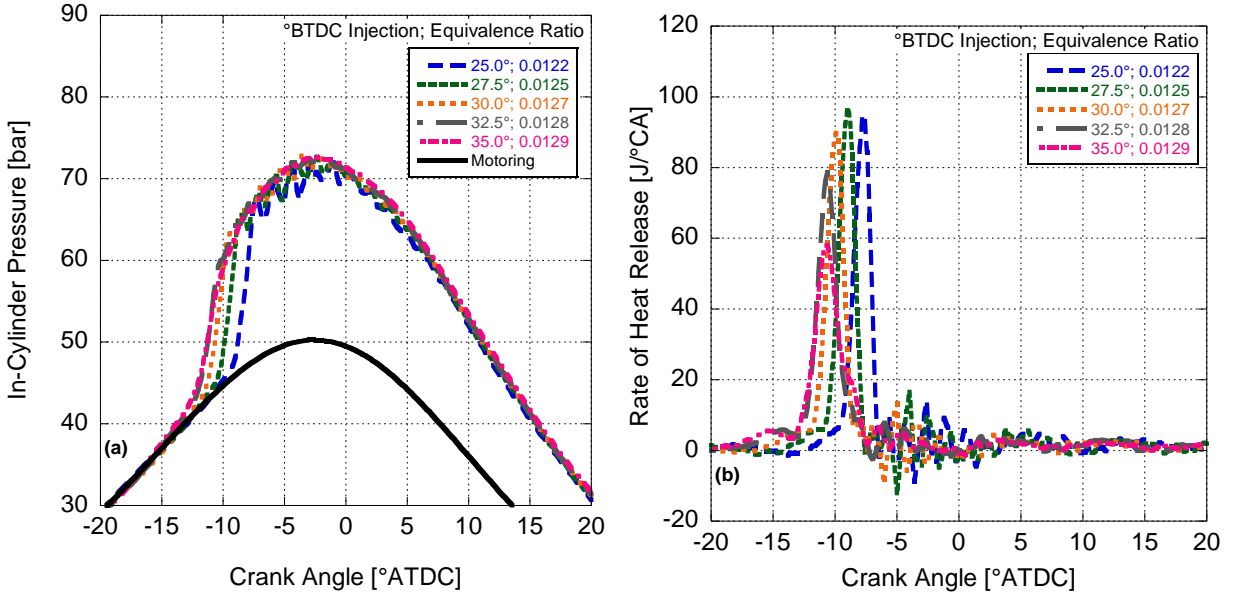 °BTDC Injection; Equivalence Ratio
25.0°; 0.0122
27.5°; 0.0125
30.0°; 0.0127
32.5°; 0.0128
35.0°; 0.0129
Motoring
In-Cylinder Pressure [bar]
90
80
70
60
50
40
30
(a)
-20 -15 -10 -5 0 5 10 15 20
Crank Angle [°ATDC]
°BTDC Injection; Equivalence Ratio
25.0°; 0.0122
27.5°; 0.0125
30.0°; 0.0127
32.5°; 0.0128
35.0°; 0.0129
Rate of Heat Release [J/°CA]
120
100
80
60
40
20
0
-20
(b)
-20 -15 -10 -5 0 5 10 15 20
Crank Angle [°ATDC]